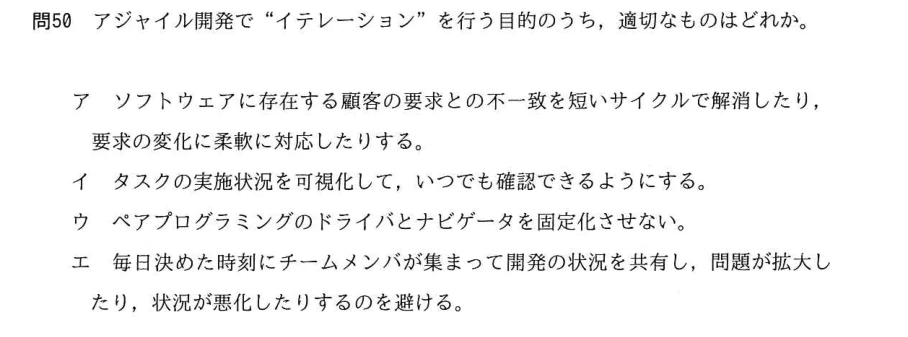 問50　アジャイル開発で“イテレーション”を行う目的のうち，適切なものはどれか。
ア　ソフトウェアに存在する顧客の要求との不一致を短いサイクルで解消したり，
要求の変化に柔軟に対応したりする。
イ　タスクの実施状況を可視化して，いつでも確認できるようにする。
ウ　ペアプログラミングのドライバとナビゲータを固定化させない。
エ　毎日決めた時刻にチームメンバが集まって開発の状況を共有し，問題が拡大し
たり，状況が悪化したりするのを避ける。